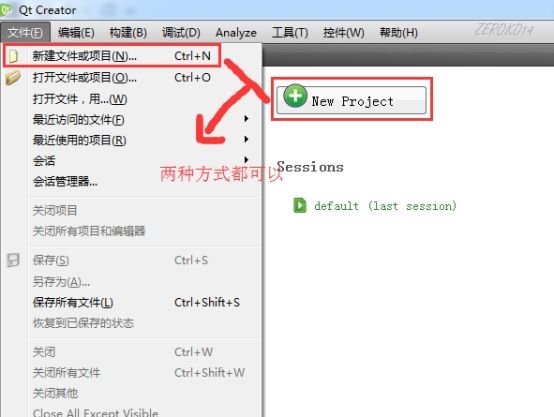 Qt Creator
文件(F) 编辑(E) 构建(B) 调试(D) Analyze 工具(T) 控件(W) 帮助(H) ZEROKO14
新建文件或项目(N)... Ctrl+N
打开文件或项目(O)... Ctrl+O
打开文件，用...(W)
最近访问的文件(F)
最近使用的项目(R)
会话
会话管理器...
关闭项目
关闭所有项目和编辑器
保存(S) Ctrl+S
另存为(A)...
保存所有文件(L) Ctrl+Shift+S
恢复到已保存的状态
关闭 Ctrl+W
关闭所有文件 Ctrl+Shift+W
关闭其他
Close All Except Visible
New Project
两种方式都可以
Sessions
default (last session)